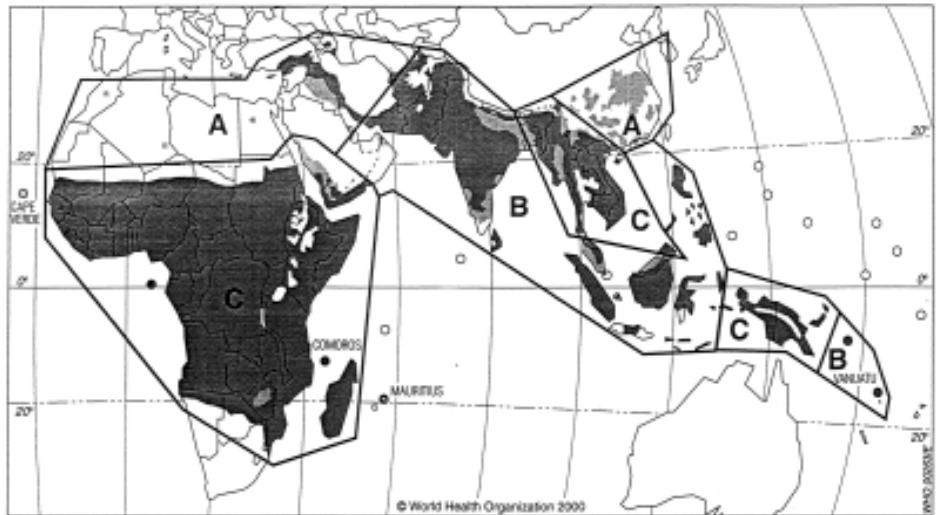 A
A
20°
20°
CAPE
VERDE
B
C
0°
C
0°
C
COMOROS
B
MAURITIUS
VANUATU
20°
20°
© World Health Organization 2000